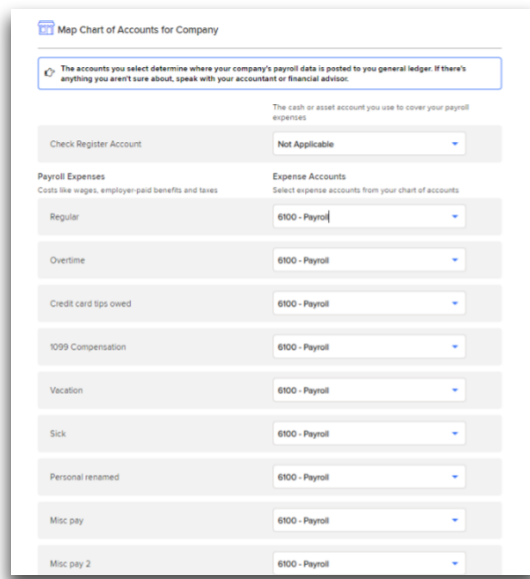 Map Chart of Accounts for Company
The accounts you select determine where your company's payroll data is posted to you general ledger. If there's
anything you aren't sure about, speak with your accountant or financial advisor.
The cash or asset account you use to cover your payroll
expenses
Check Register Account Not Applicable
Payroll Expenses Expense Accounts
Costs like wages, employer-paid benefits and taxes Select expense accounts from your chart of accounts
Regular 6100 - Payroll
Overtime 6100 - Payroll
Credit card tips owed 6100 - Payroll
1099 Compensation 6100 - Payroll
Vacation 6100 - Payroll
Sick 6100 - Payroll
Personal renamed 6100 - Payroll
Misc pay 6100 - Payroll
Misc pay 2 6100 - Payroll